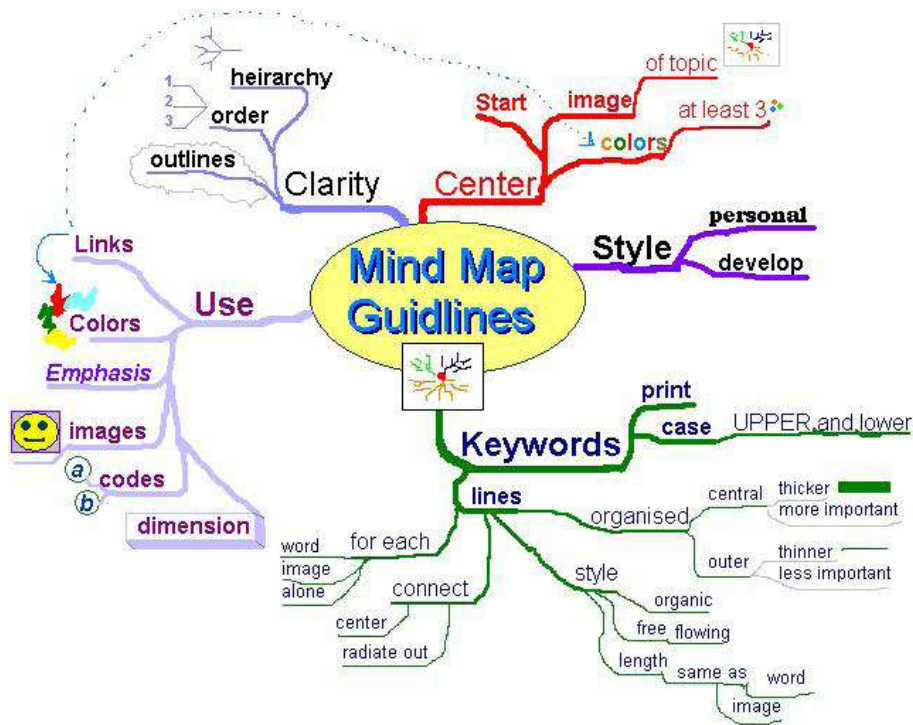 Mind Map
Guidlines
Center
Start
image
of topic
colors
at least 3
Style
personal
develop
Keywords
print
case
UPPER and lower
lines
organised
central
thicker
more important
outer
thinner
less important
style
organic
free flowing
length
same as
word
image
connect
center
radiate out
for each
word
image
alone
Use
Links
Colors
Emphasis
images
codes
a
b
dimension
Clarity
heirarchy
order
1
2
3
outlines